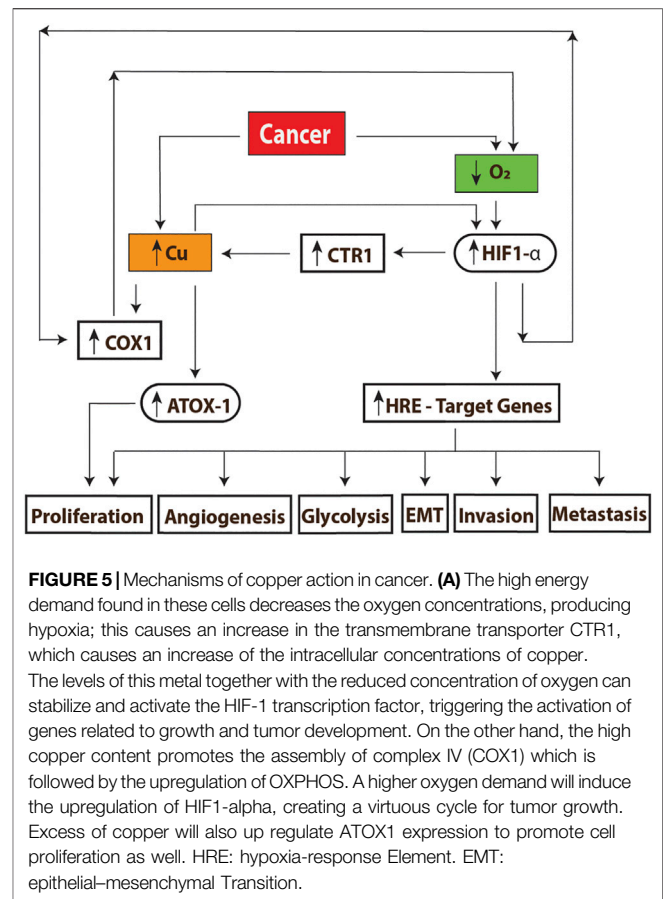 Cancer
↓ O₂
↑ Cu
↑ CTR1
↑ HIF1-α
↑ COX1
↑ ATOX-1
↑ HRE - Target Genes
Proliferation
Angiogenesis
Glycolysis
EMT
Invasion
Metastasis
FIGURE 5 | Mechanisms of copper action in cancer. (A) The high energy
demand found in these cells decreases the oxygen concentrations, producing
hypoxia; this causes an increase in the transmembrane transporter CTR1,
which causes an increase of the intracellular concentrations of copper.
The levels of this metal together with the reduced concentration of oxygen can
stabilize and activate the HIF-1 transcription factor, triggering the activation of
genes related to growth and tumor development. On the other hand, the high
copper content promotes the assembly of complex IV (COX1) which is
followed by the upregulation of OXPHOS. A higher oxygen demand will induce
the upregulation of HIF1-alpha, creating a virtuous cycle for tumor growth.
Excess of copper will also up regulate ATOX1 expression to promote cell
proliferation as well. HRE: hypoxia-response Element. EMT:
epithelial–mesenchymal Transition.